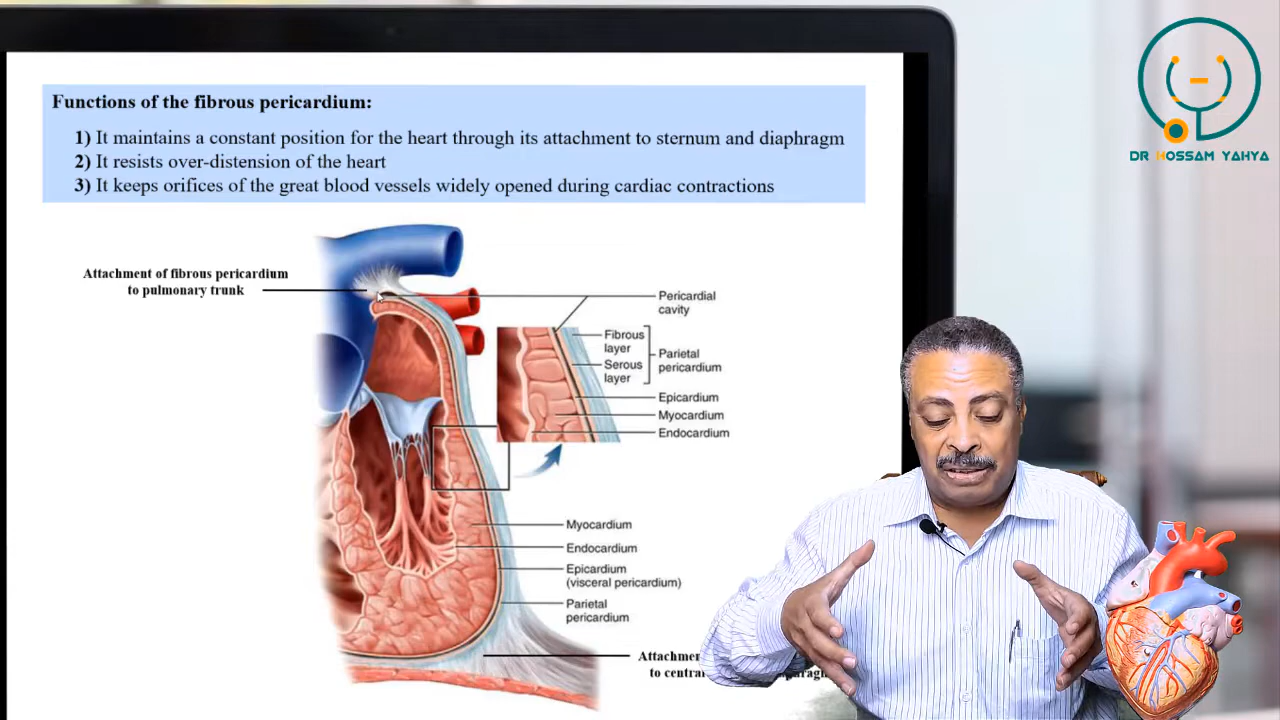 Functions of the fibrous pericardium:
1) It maintains a constant position for the heart through its attachment to sternum and diaphragm
2) It resists over-distension of the heart
3) It keeps orifices of the great blood vessels widely opened during cardiac contractions
DR HOSSAM YAHYA
Attachment of fibrous pericardium
to pulmonary trunk
Pericardial
cavity
Fibrous
layer
Serous
layer
Parietal
pericardium
Epicardium
Myocardium
Endocardium
Myocardium
Endocardium
Epicardium
(visceral pericardium)
Parietal
pericardium
to